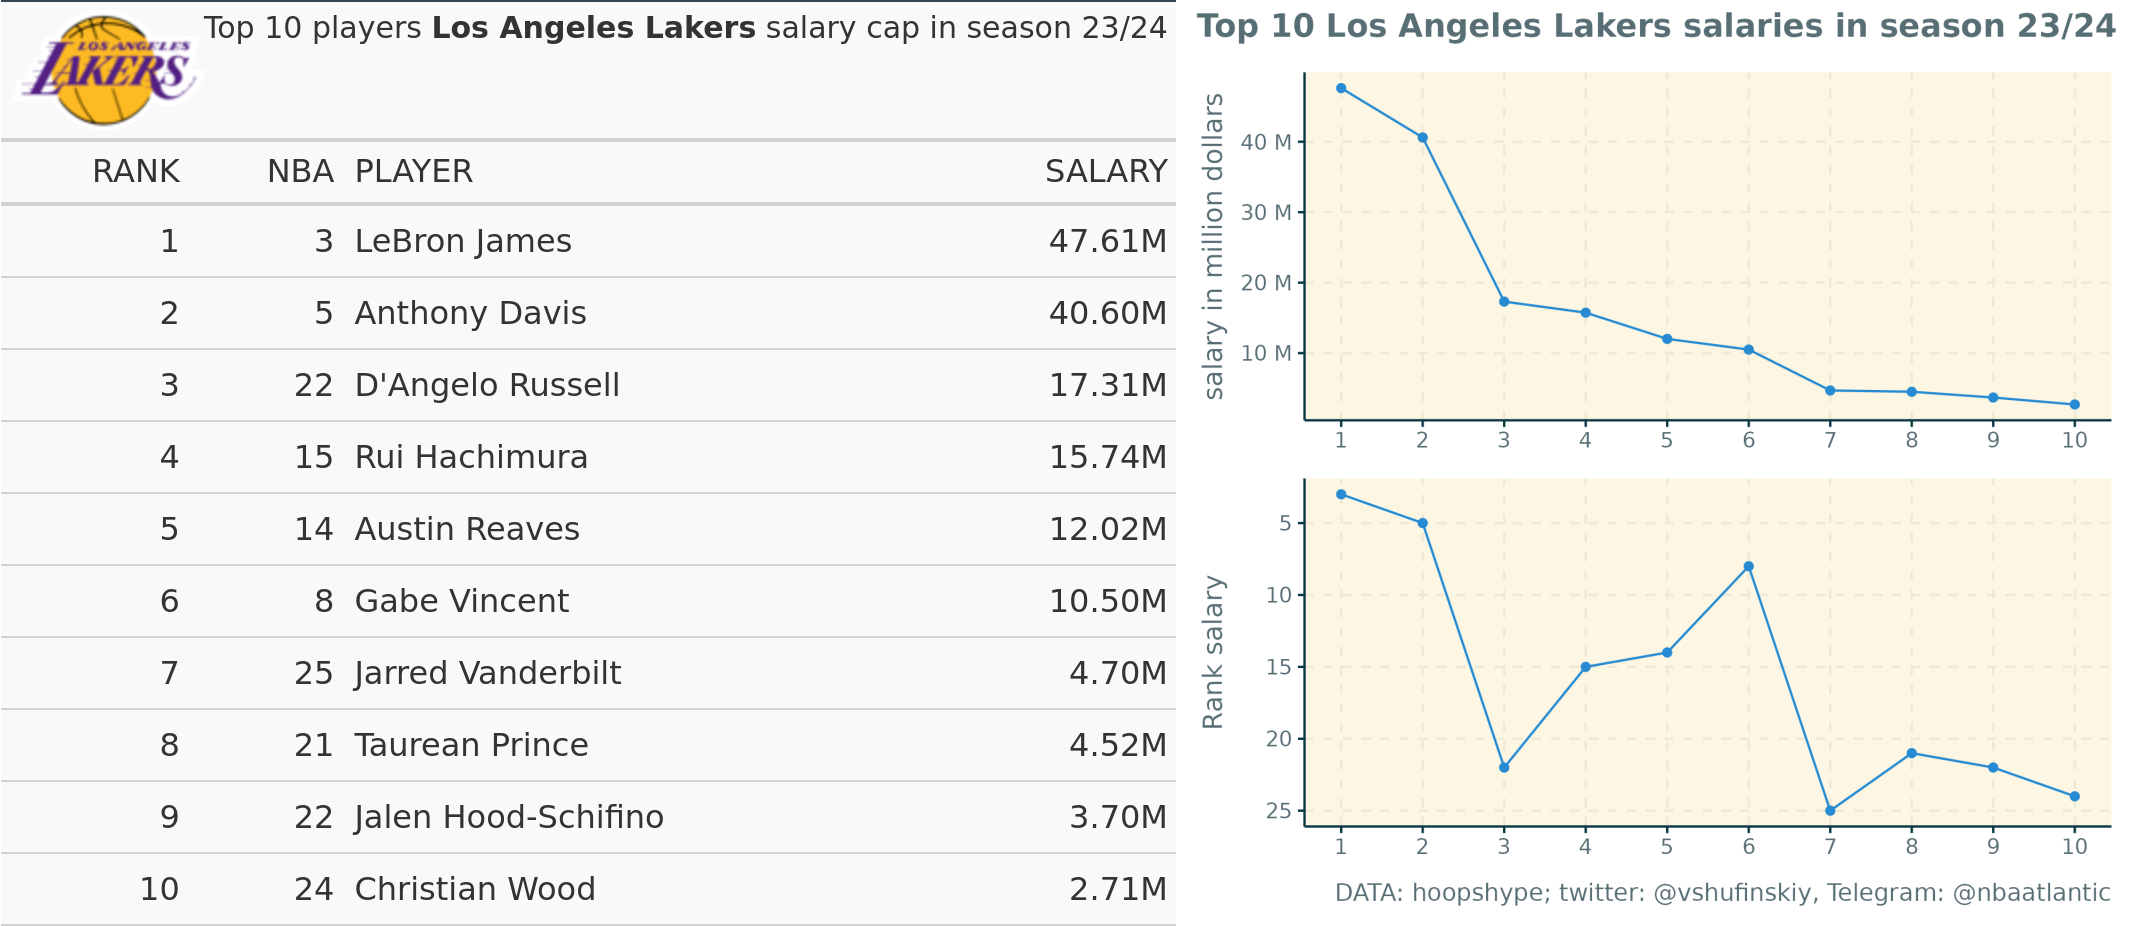 LOS ANGELES
LAKERS
Top 10 players Los Angeles Lakers salary cap in season 23/24
RANK NBA PLAYER SALARY
1 3 LeBron James 47.61M
2 5 Anthony Davis 40.60M
3 22 D'Angelo Russell 17.31M
4 15 Rui Hachimura 15.74M
5 14 Austin Reaves 12.02M
6 8 Gabe Vincent 10.50M
7 25 Jarred Vanderbilt 4.70M
8 21 Taurean Prince 4.52M
9 22 Jalen Hood-Schifino 3.70M
10 24 Christian Wood 2.71M
Top 10 Los Angeles Lakers salaries in season 23/24
salary in million dollars
40 M
30 M
20 M
10 M
1 2 3 4 5 6 7 8 9 10
Rank salary
5
10
15
20
25
1 2 3 4 5 6 7 8 9 10
DATA: hoopshype; twitter: @vshufinskiy, Telegram: @nbaatlantic